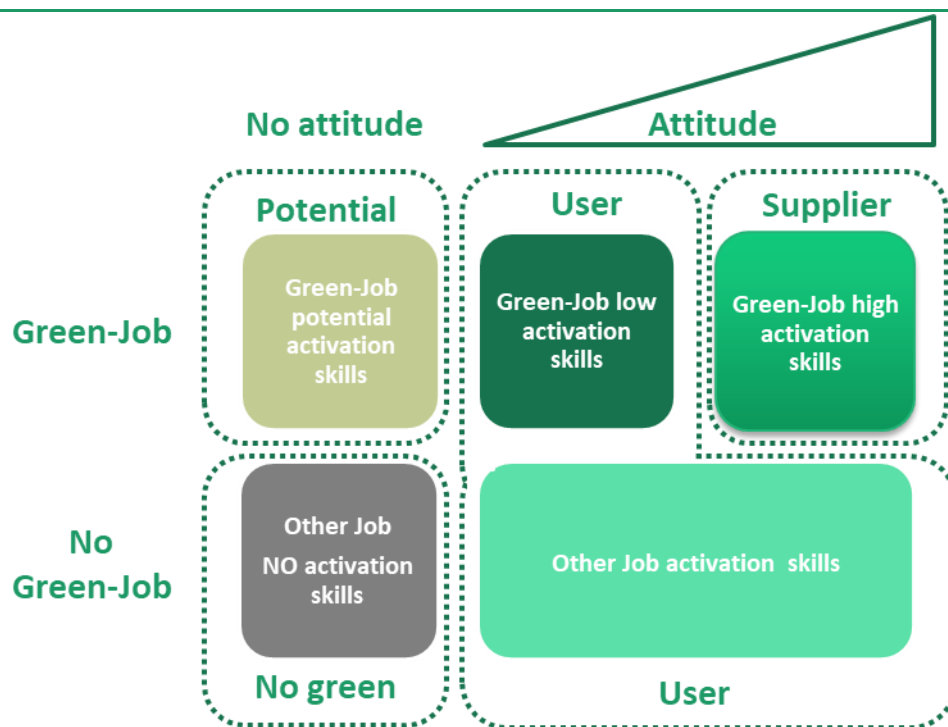 No attitude
Attitude
Potential
User
Supplier
Green-Job
Green-Job
potential
activation
skills
Green-Job low
activation
skills
Green-Job high
activation
skills
No
Green-Job
Other Job
NO activation
skills
Other Job activation skills
No green
User